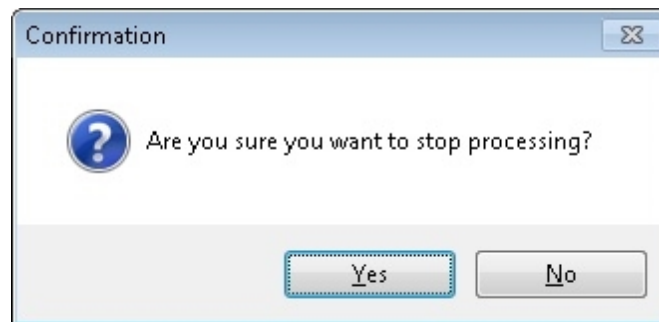 Confirmation
Are you sure you want to stop processing?
Yes
No